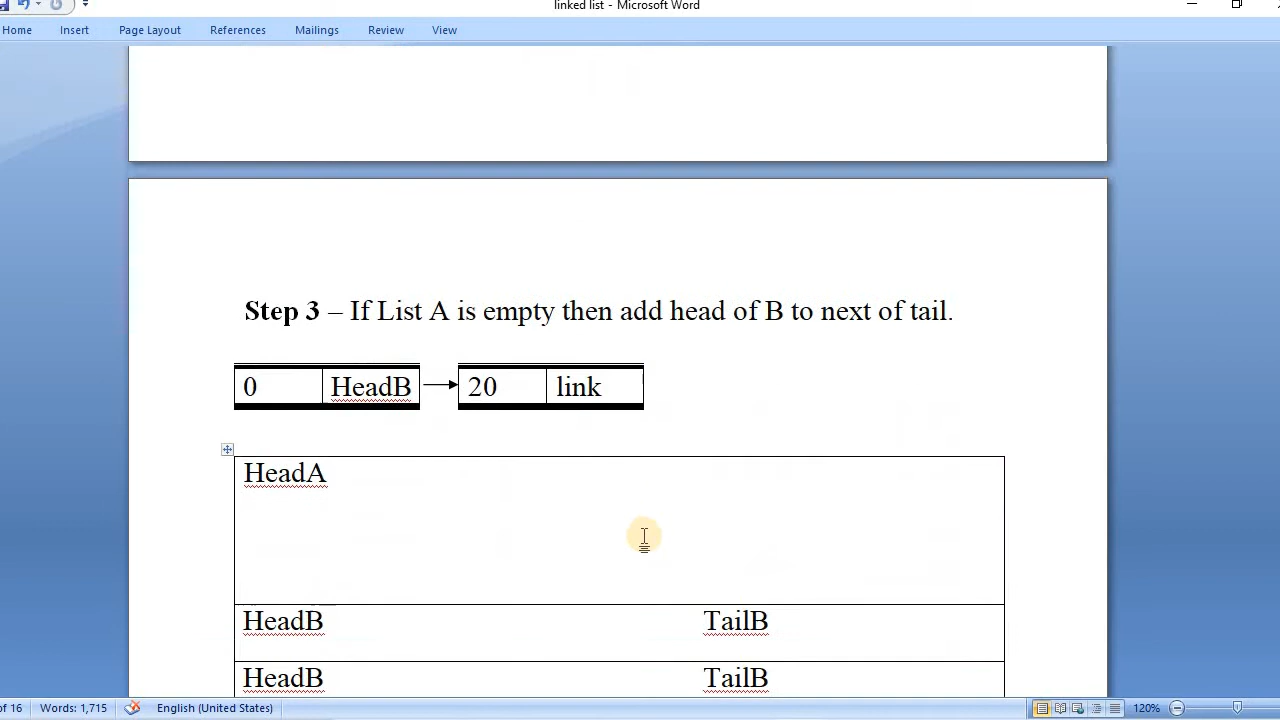 linked list - Microsoft Word
Home Insert Page Layout References Mailings Review View
Step 3 – If List A is empty then add head of B to next of tail.
0 HeadB 20 link
HeadA
HeadB TailB
HeadB TailB
of 16 Words: 1,715 English (United States) 120%